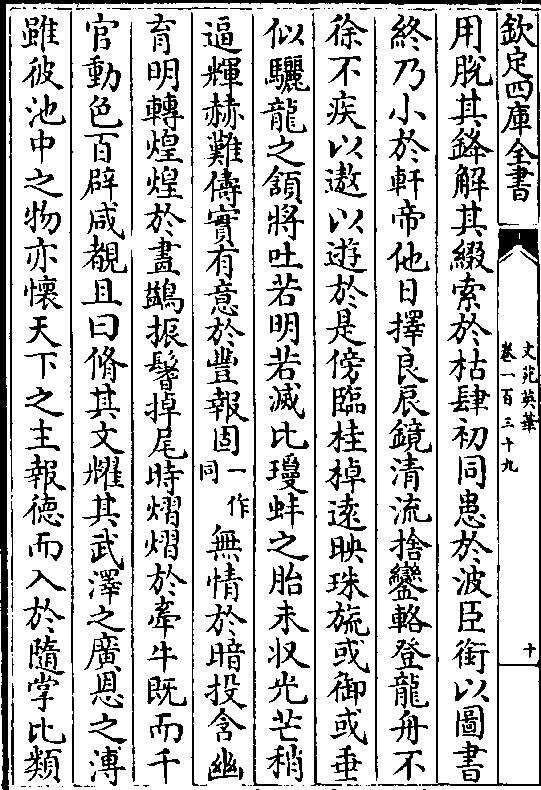 欽定四庫全書
文苑英華
卷一百三十九
十
用脫其鋒解其綴索於枯肆初同患於波臣銜以圖書
終乃小於軒帝他日擇良辰鏡清流捨鑾輅登龍舟不
徐不疾以遨以遊於是傍臨桂棹遠映珠旒或御或垂
似驪龍之頷將吐若明若滅比瓊蚌之胎未收光芒稍
逼輝赫難儔實有意於豐報固一作同無情於暗投含幽
育明轉煌煌於畫鷁振鬐掉尾時熠熠於牽牛既而千
官動色百辟咸覩且曰脩其文耀其武澤之廣恩之溥
雖彼池中之物亦懷天下之主報德而入於隨掌比類